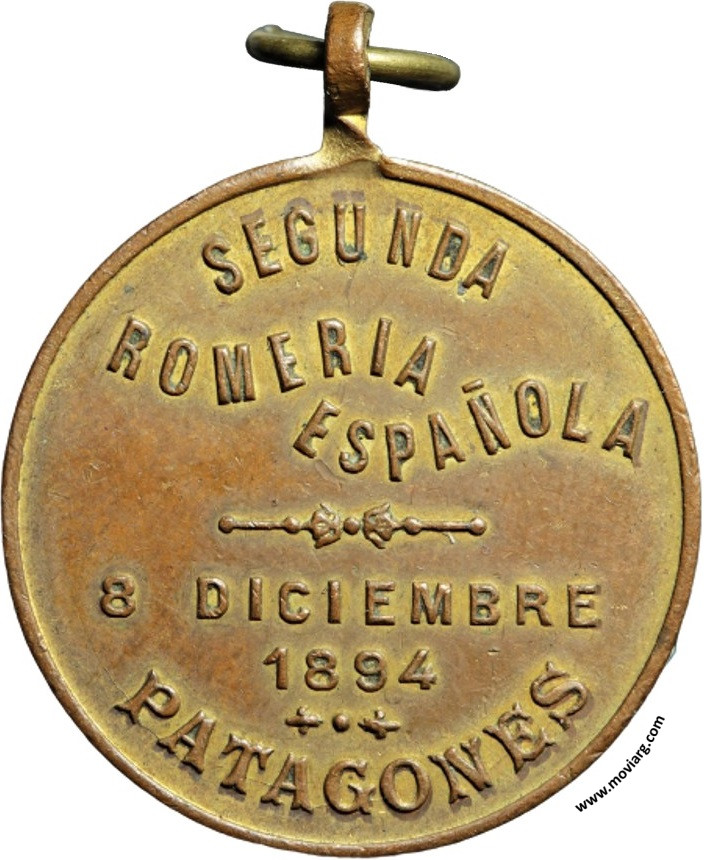 SEGUNDA
ROMERIA
ESPAÑOLA
8 DICIEMBRE
1894
PATAGONES
www.moviarg.com